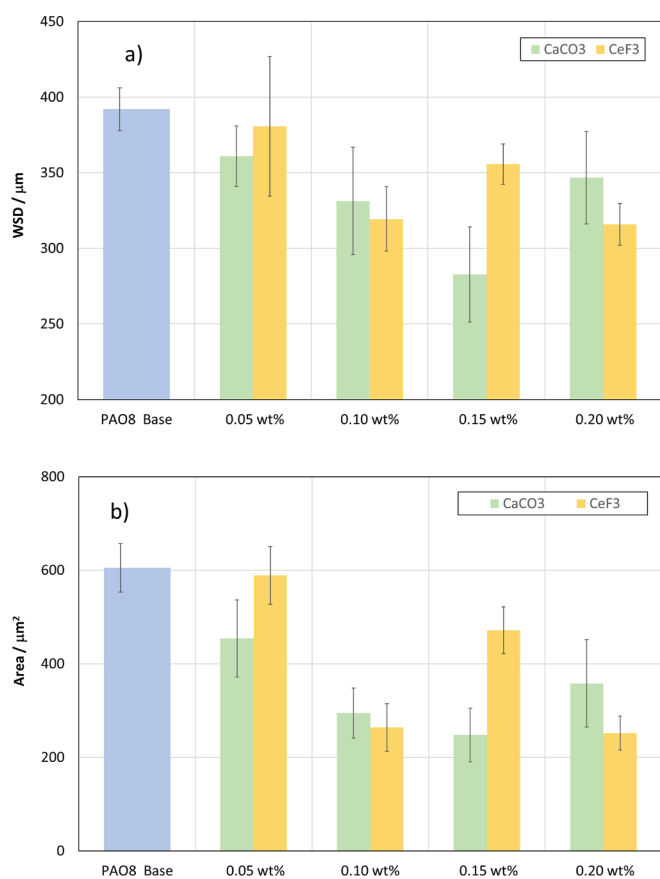 a)
CaCO3 CeF3
450
400
350
300
250
200
WSD / μm
PAO8 Base 0.05 wt% 0.10 wt% 0.15 wt% 0.20 wt%
b)
CaCO3 CeF3
800
600
400
200
0
Area / μm²
PAO8 Base 0.05 wt% 0.10 wt% 0.15 wt% 0.20 wt%